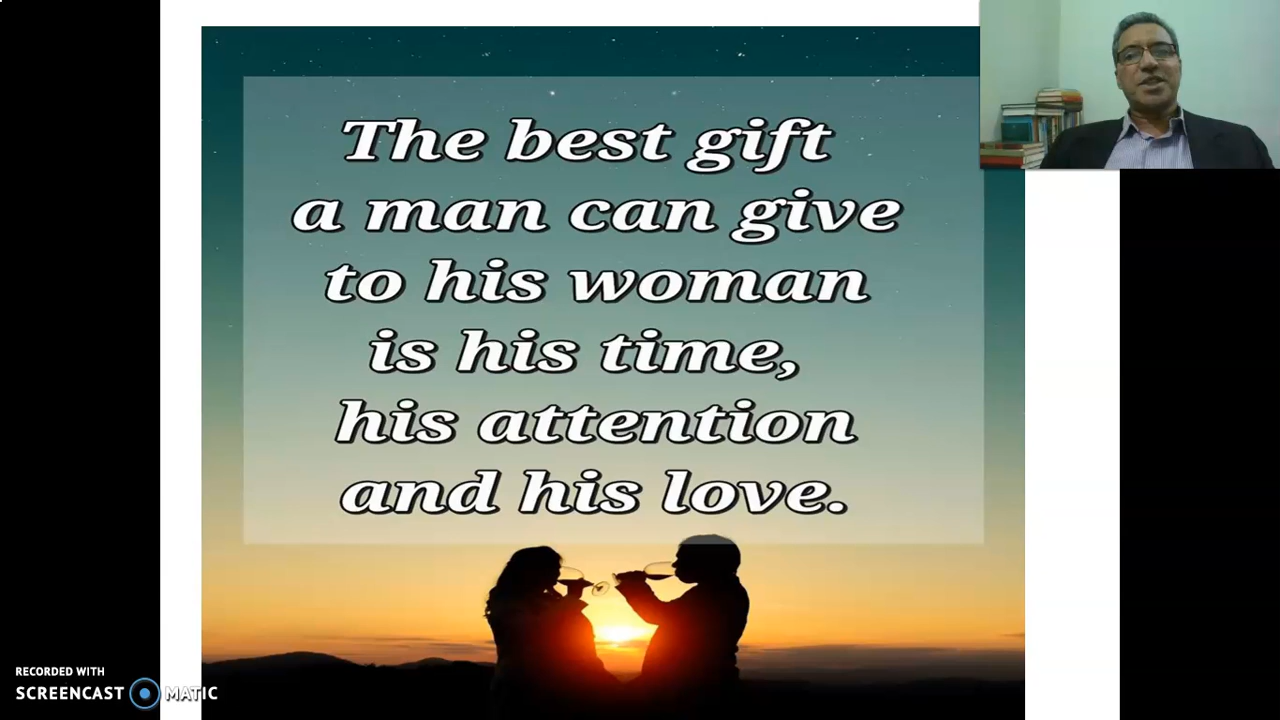 The best gift
a man can give
to his woman
is his time,
his attention
and his love.
RECORDED WITH
SCREENCAST MATIC